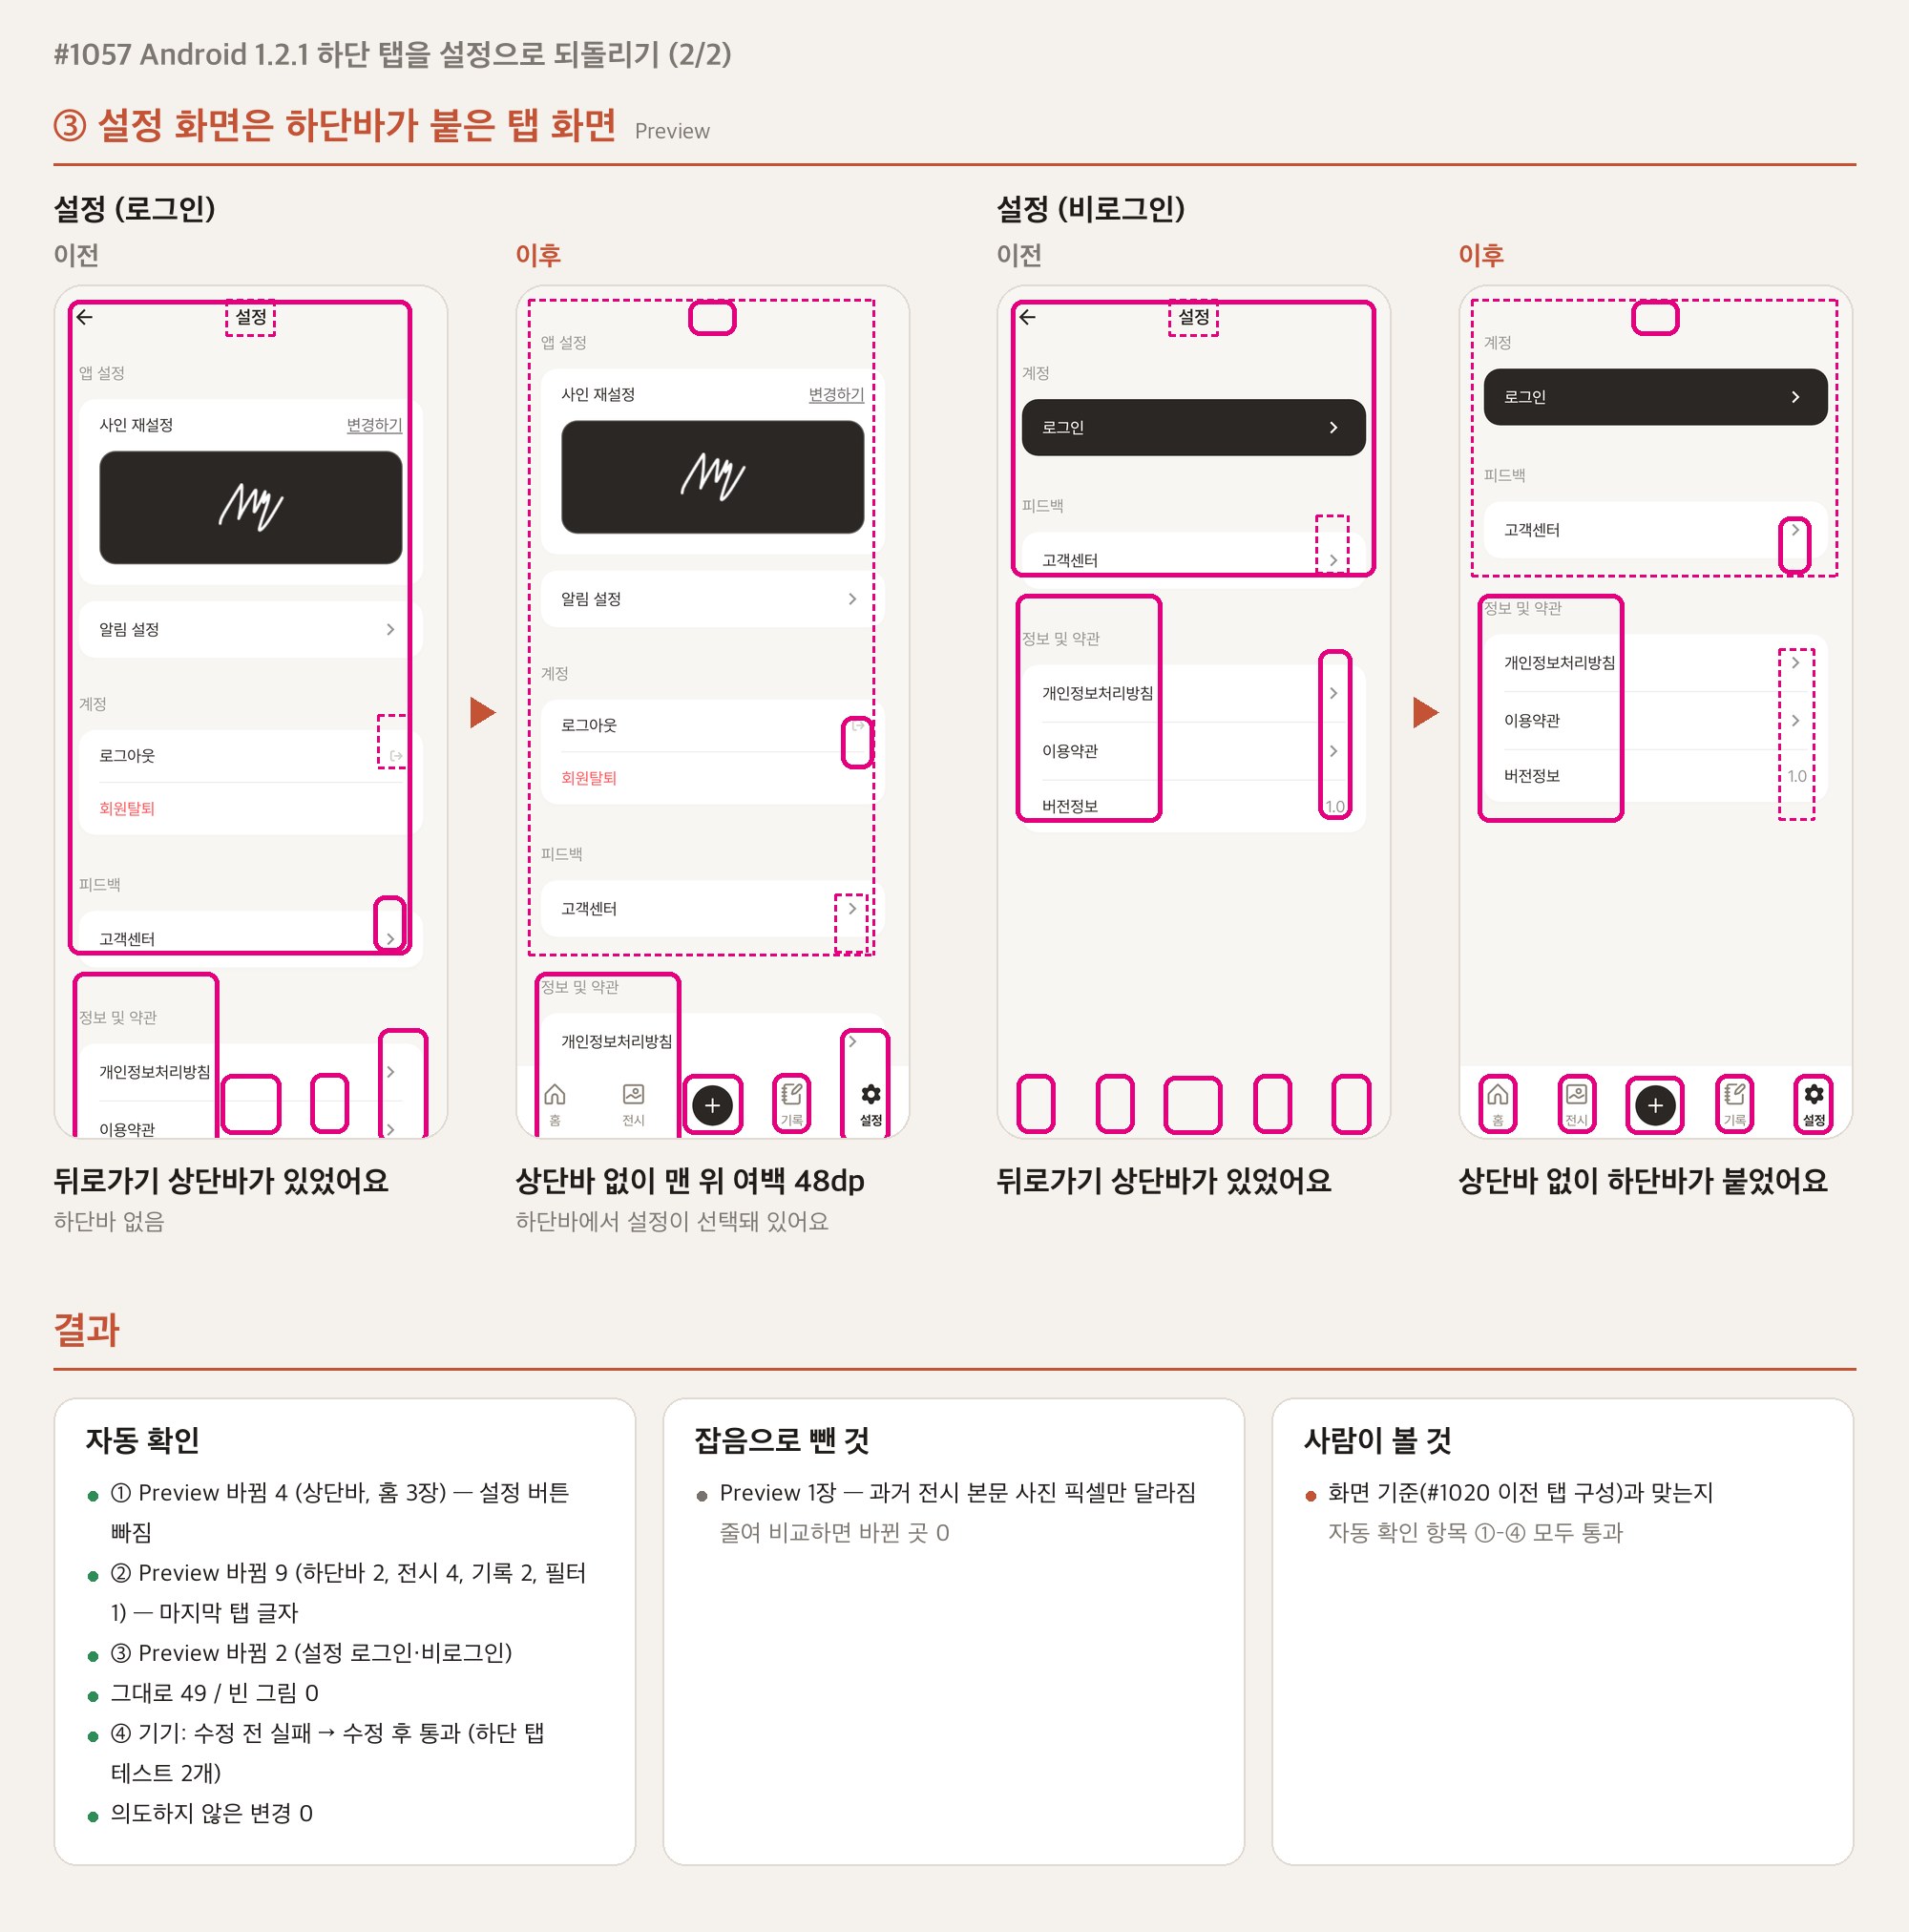 #1057 Android 1.2.1 하단 탭을 설정으로 되돌리기 (2/2)
③ 설정 화면은 하단바가 붙은 탭 화면 Preview
설정 (로그인)
이전
설정
앱 설정
사인 재설정 변경하기
알림 설정
계정
로그아웃
회원탈퇴
피드백
고객센터
정보 및 약관
개인정보처리방침
이용약관
뒤로가기 상단바가 있었어요
하단바 없음
이후
앱 설정
사인 재설정 변경하기
알림 설정
계정
로그아웃
회원탈퇴
피드백
고객센터
정보 및 약관
개인정보처리방침
홈 전시 기록 설정
상단바 없이 맨 위 여백 48dp
하단바에서 설정이 선택돼 있어요
설정 (비로그인)
이전
설정
계정
로그인
피드백
고객센터
정보 및 약관
개인정보처리방침
이용약관
버전정보 1.0
뒤로가기 상단바가 있었어요
이후
계정
로그인
피드백
고객센터
정보 및 약관
개인정보처리방침
이용약관
버전정보 1.0
홈 전시 기록 설정
상단바 없이 하단바가 붙었어요
결과
자동 확인
① Preview 바뀜 4 (상단바, 홈 3장) — 설정 버튼
빠짐
② Preview 바뀜 9 (하단바 2, 전시 4, 기록 2, 필터
1) — 마지막 탭 글자
③ Preview 바뀜 2 (설정 로그인·비로그인)
그대로 49 / 빈 그림 0
④ 기기: 수정 전 실패 → 수정 후 통과 (하단 탭
테스트 2개)
의도하지 않은 변경 0
잡음으로 뺀 것
Preview 1장 — 과거 전시 본문 사진 픽셀만 달라짐
줄여 비교하면 바뀐 곳 0
사람이 볼 것
화면 기준(#1020 이전 탭 구성)과 맞는지
자동 확인 항목 ①-④ 모두 통과